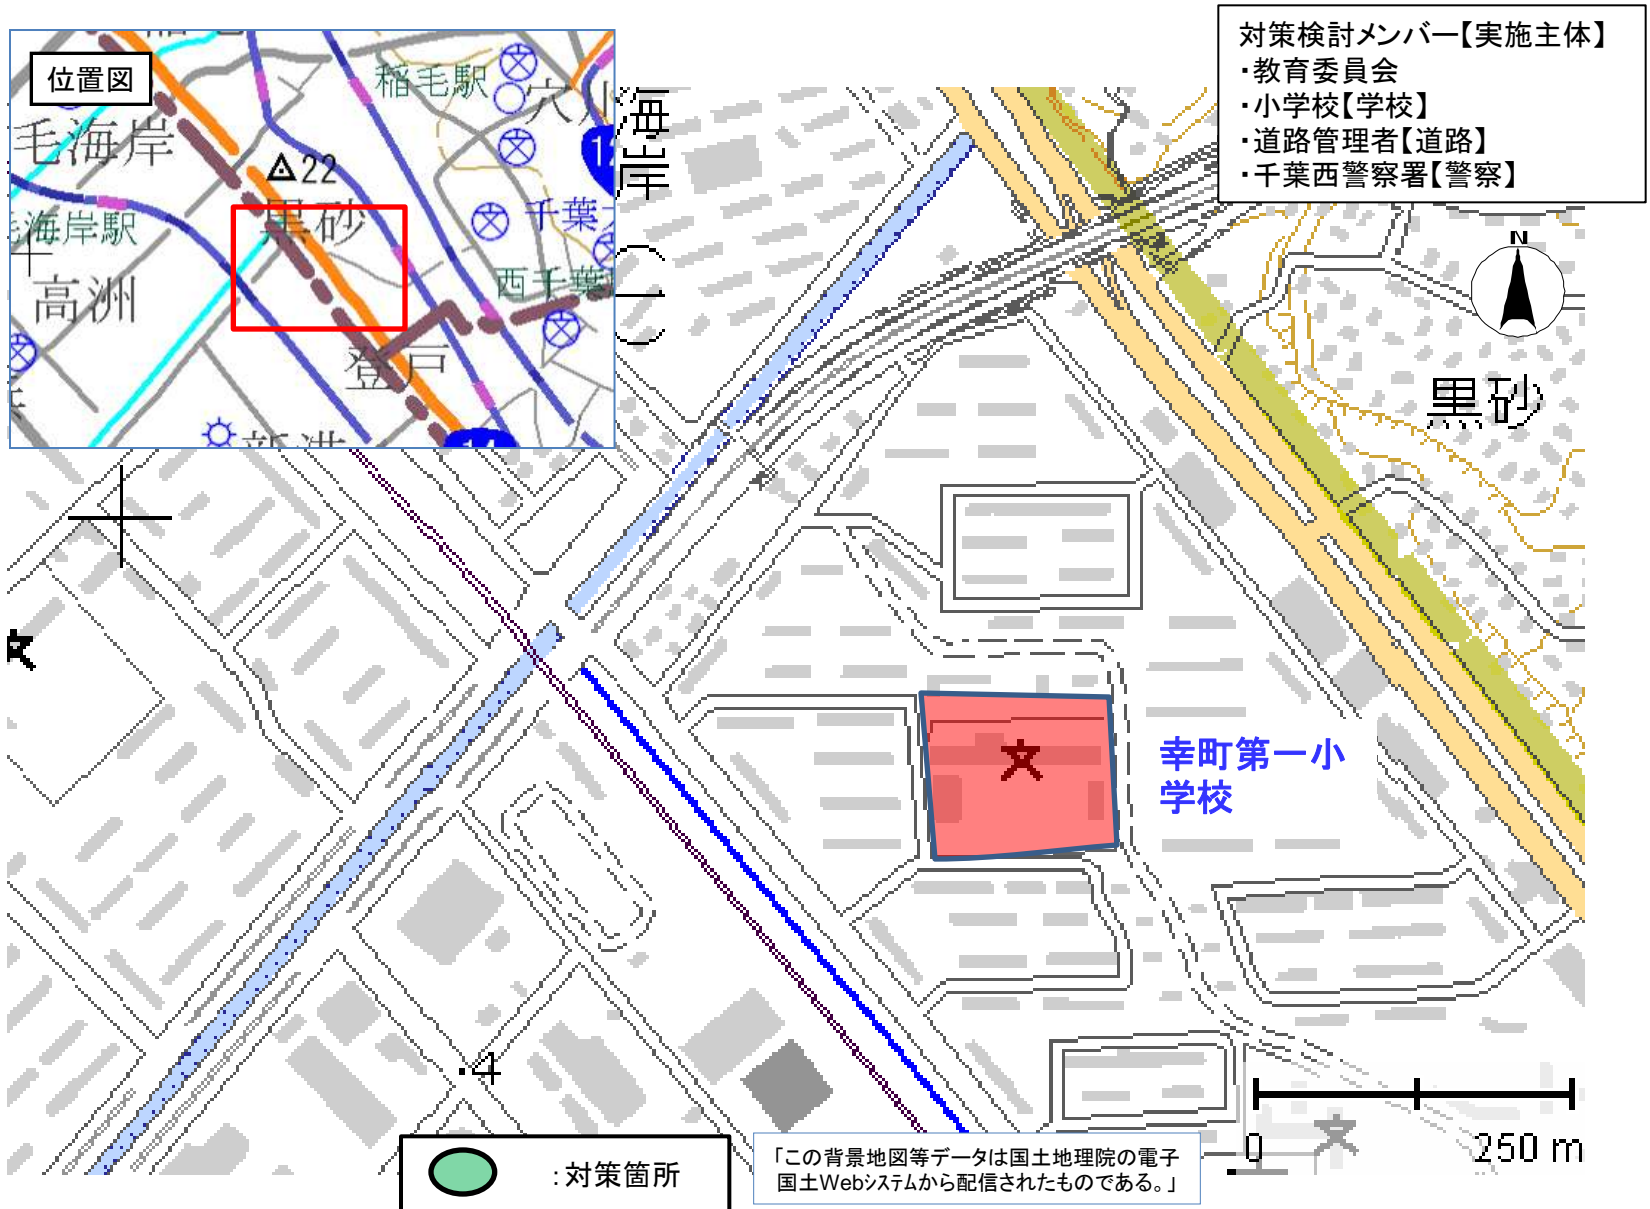 位置図
稲毛駅
穴川
毛海岸
22
黒砂
千葉
海岸駅
西千葉
高洲
登戸
新港
14
海岸
対策検討メンバー【実施主体】
・教育委員会
・小学校【学校】
・道路管理者【道路】
・千葉西警察署【警察】
N
黒砂
幸町第一小
学校
・4
0
250 m
:対策箇所
「この背景地図等データは国土地理院の電子
国土Webシステムから配信されたものである。」